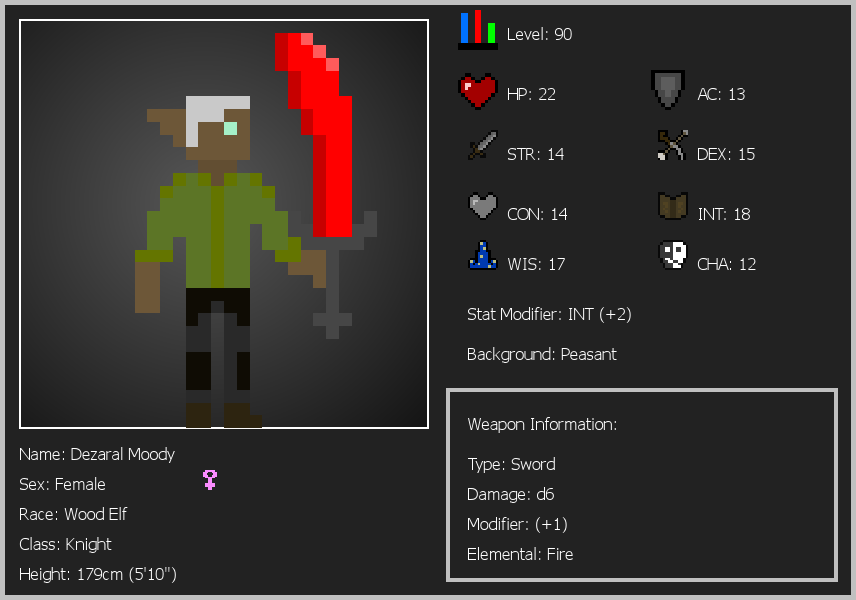 Level: 90
HP: 22
AC: 13
STR: 14
DEX: 15
CON: 14
INT: 18
WIS: 17
CHA: 12
Stat Modifier: INT (+2)
Background: Peasant
Weapon Information:
Type: Sword
Damage: d6
Modifier: (+1)
Elemental: Fire
Name: Dezaral Moody
Sex: Female
Race: Wood Elf
Class: Knight
Height: 179cm (5'10")